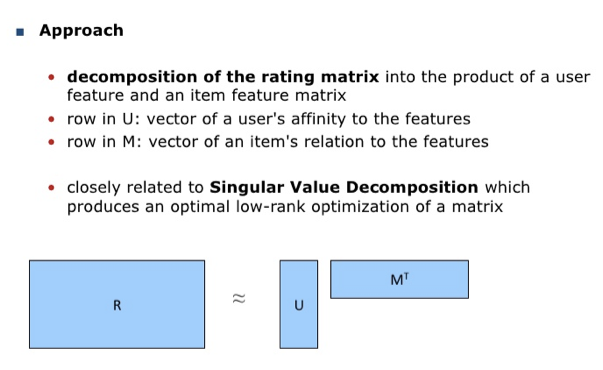 Approach
decomposition of the rating matrix into the product of a user
feature and an item feature matrix
row in U: vector of a user's affinity to the features
row in M: vector of an item's relation to the features
closely related to Singular Value Decomposition which
produces an optimal low-rank optimization of a matrix
R ≈ U Mᵀ